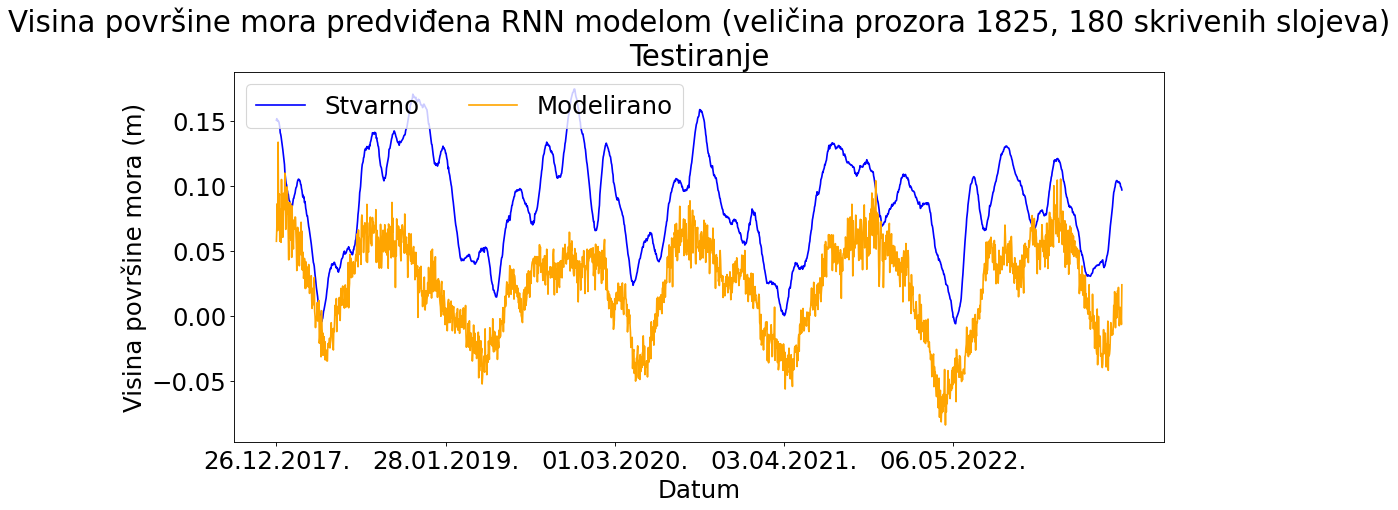 Visina površine mora predviđena RNN modelom (veličina prozora 1825, 180 skrivenih slojeva)
Testiranje
Stvarno
Modelirano
Visina površine mora (m)
0.15
0.10
0.05
0.00
−0.05
26.12.2017.
28.01.2019.
01.03.2020.
03.04.2021.
06.05.2022.
Datum